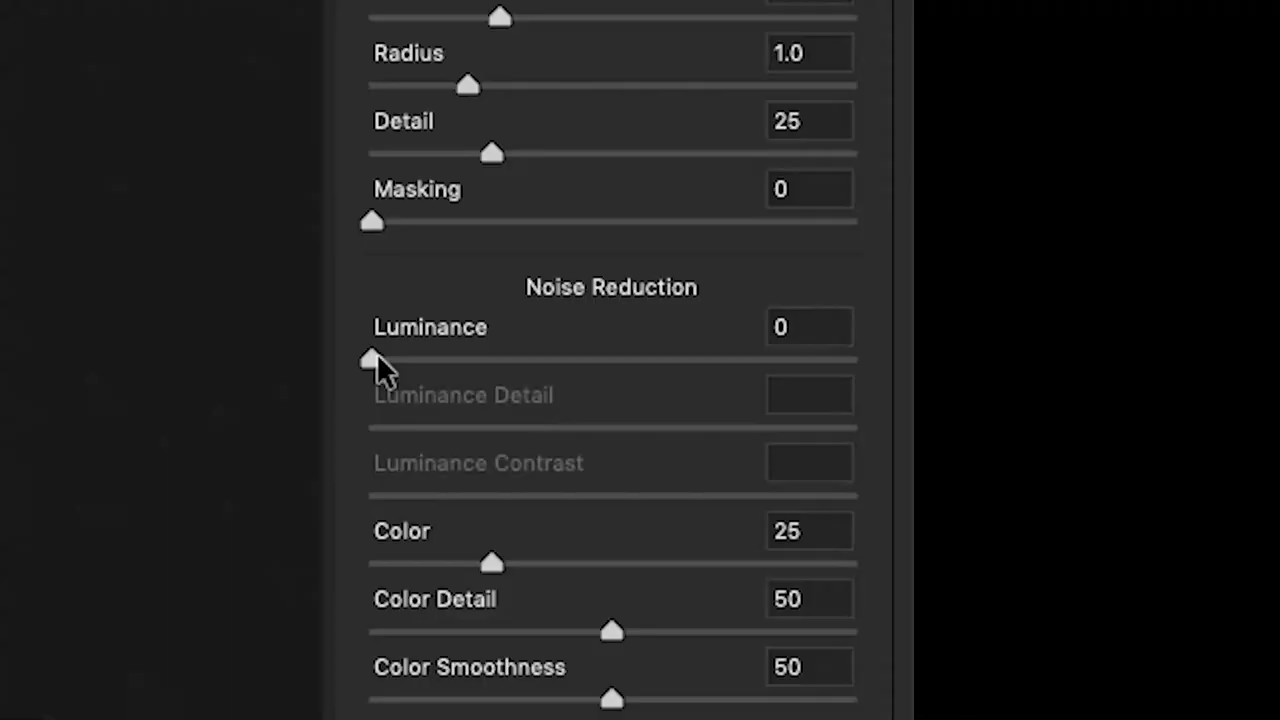 Radius
1.0
Detail
25
Masking
0
Noise Reduction
Luminance
0
Luminance Detail
Luminance Contrast
Color
25
Color Detail
50
Color Smoothness
50